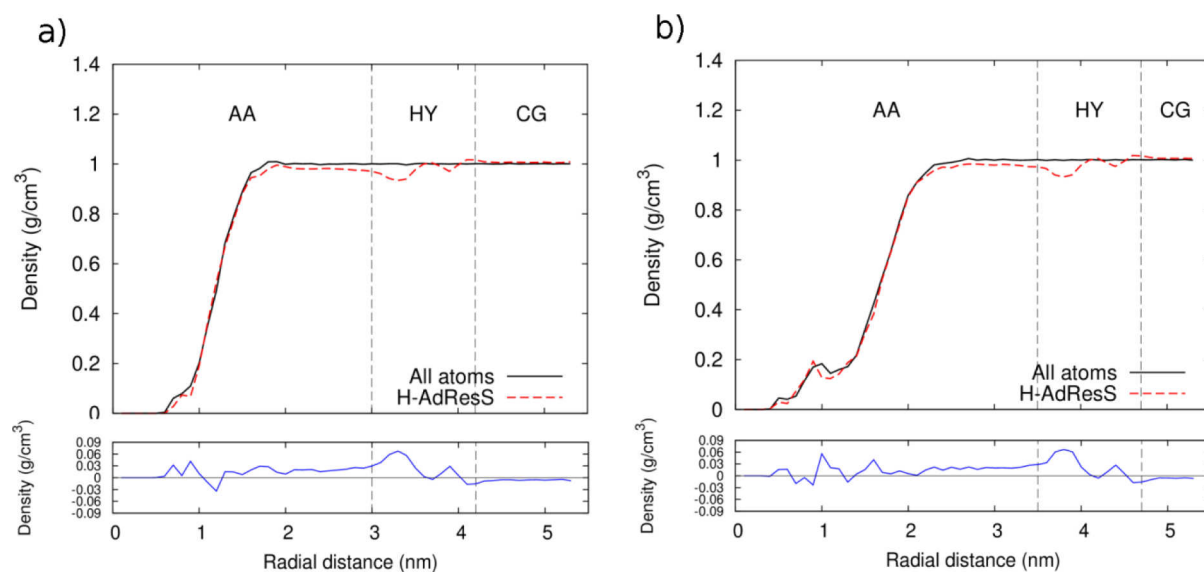 a)
1.4
1.2
1
0.8
0.6
0.4
0.2
0
Density (g/cm³)
AA
HY
CG
All atoms
H-AdResS
0.09
0.06
0.03
0
-0.03
-0.06
-0.09
Density (g/cm³)
0 1 2 3 4 5
Radial distance (nm)
b)
1.4
1.2
1
0.8
0.6
0.4
0.2
0
Density (g/cm³)
AA
HY
CG
All atoms
H-AdResS
0.09
0.06
0.03
0
-0.03
-0.06
-0.09
Density (g/cm³)
0 1 2 3 4 5
Radial distance (nm)